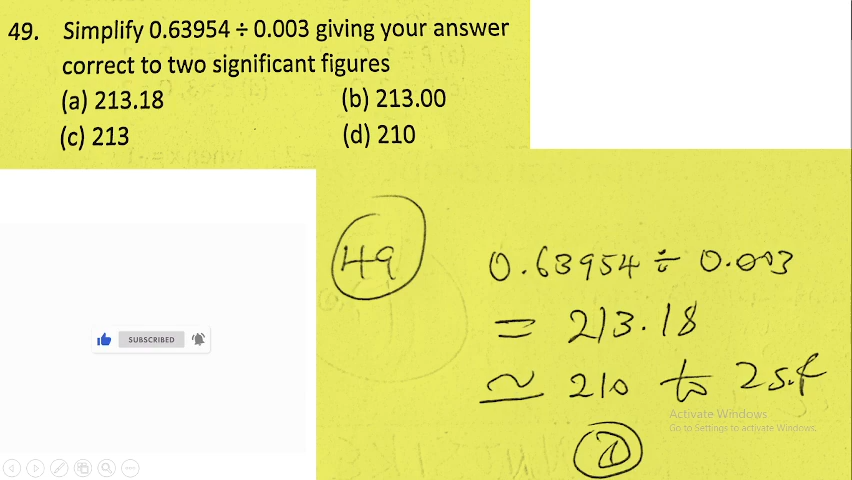 49. Simplify 0.63954 ÷ 0.003 giving your answer
correct to two significant figures
(a) 213.18 (b) 213.00
(c) 213 (d) 210
49 0.63954 ÷ 0.003
= 213.18
≃ 210 to 2 s.f
D
SUBSCRIBED
Activate Windows
Go to Settings to activate Windows.